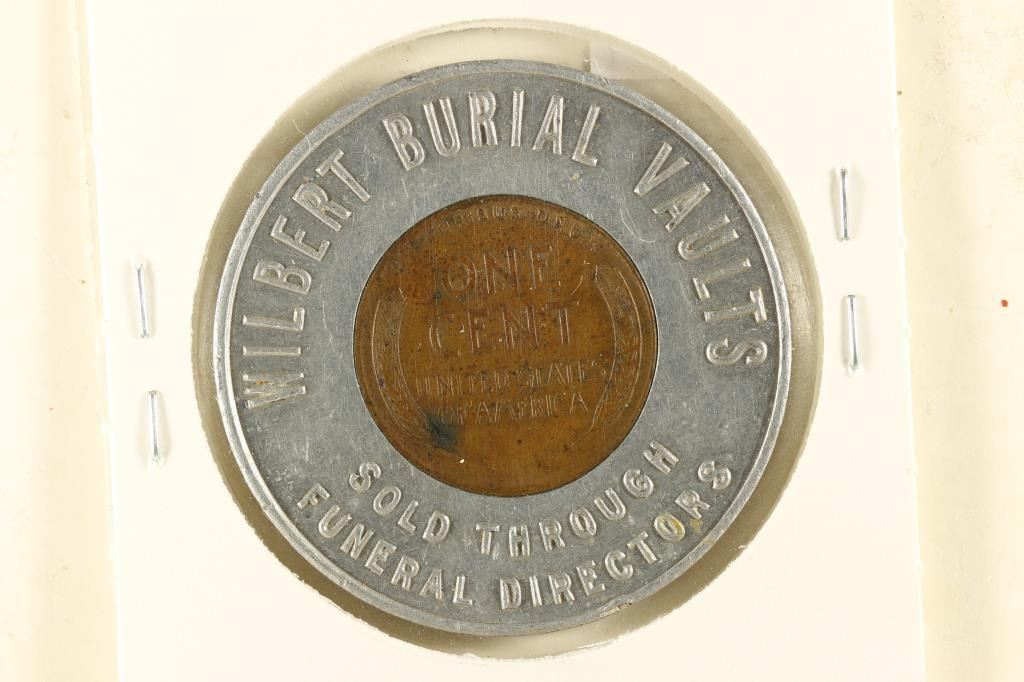 WILBERT BURIAL VAULTS
ONE
CENT
UNITED STATES
OF AMERICA
SOLD THROUGH
FUNERAL DIRECTORS